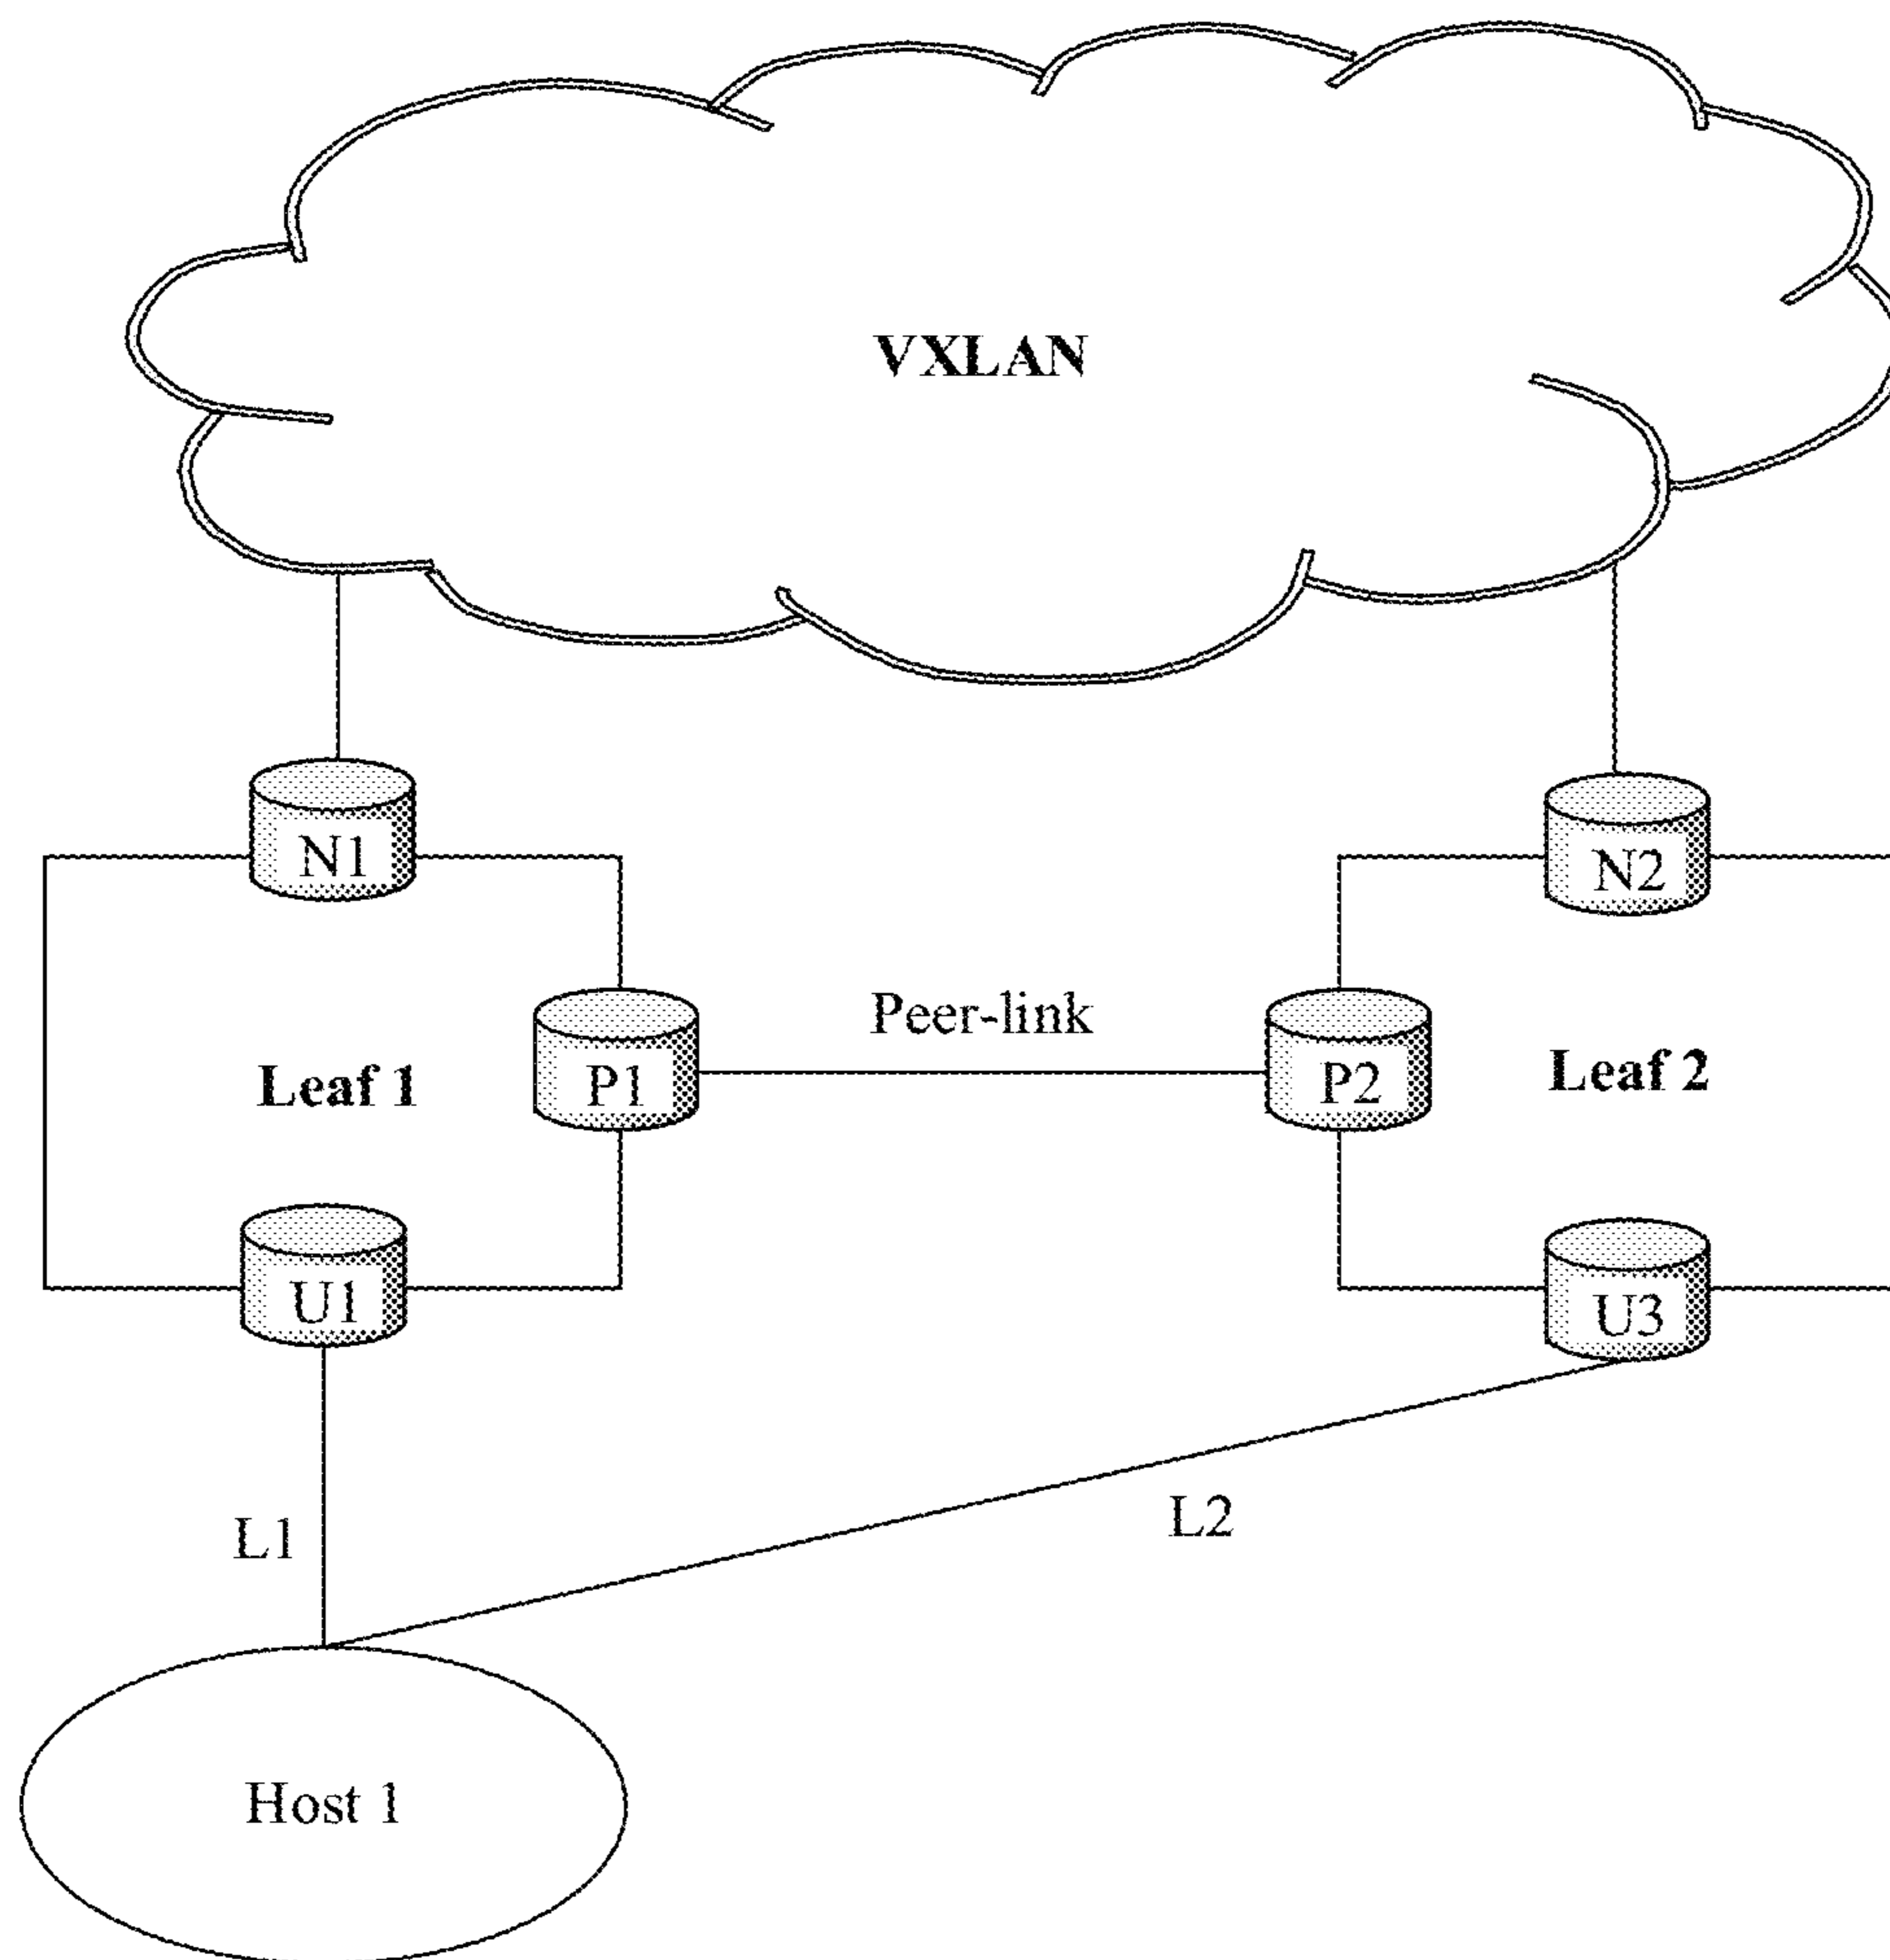 VXLAN
N1
N2
Peer-link
Leaf 1
P1
P2
Leaf 2
U1
U3
L1
L2
Host 1